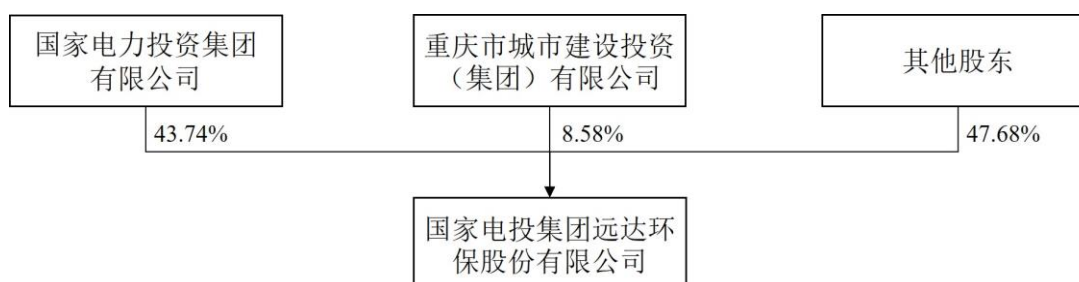 国家电力投资集团
有限公司
重庆市城市建设投资
（集团）有限公司
其他股东
43.74%
8.58%
47.68%
国家电投集团远达环
保股份有限公司